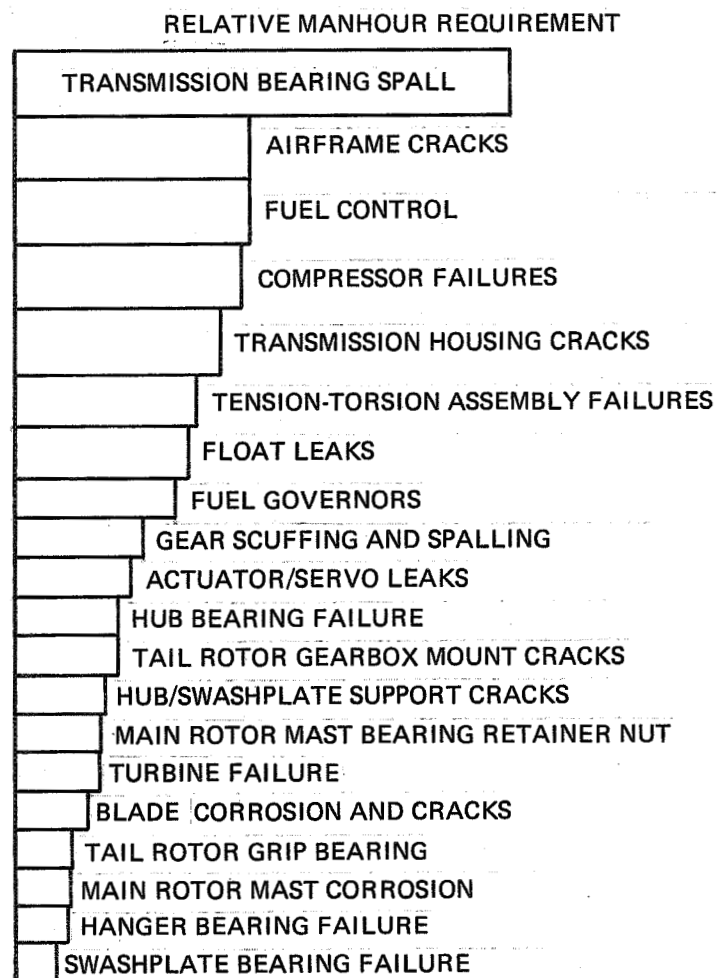 RELATIVE MANHOUR REQUIREMENT
TRANSMISSION BEARING SPALL
AIRFRAME CRACKS
FUEL CONTROL
COMPRESSOR FAILURES
TRANSMISSION HOUSING CRACKS
TENSION-TORSION ASSEMBLY FAILURES
FLOAT LEAKS
FUEL GOVERNORS
GEAR SCUFFING AND SPALLING
ACTUATOR/SERVO LEAKS
HUB BEARING FAILURE
TAIL ROTOR GEARBOX MOUNT CRACKS
HUB/SWASHPLATE SUPPORT CRACKS
MAIN ROTOR MAST BEARING RETAINER NUT
TURBINE FAILURE
BLADE CORROSION AND CRACKS
TAIL ROTOR GRIP BEARING
MAIN ROTOR MAST CORROSION
HANGER BEARING FAILURE
SWASHPLATE BEARING FAILURE